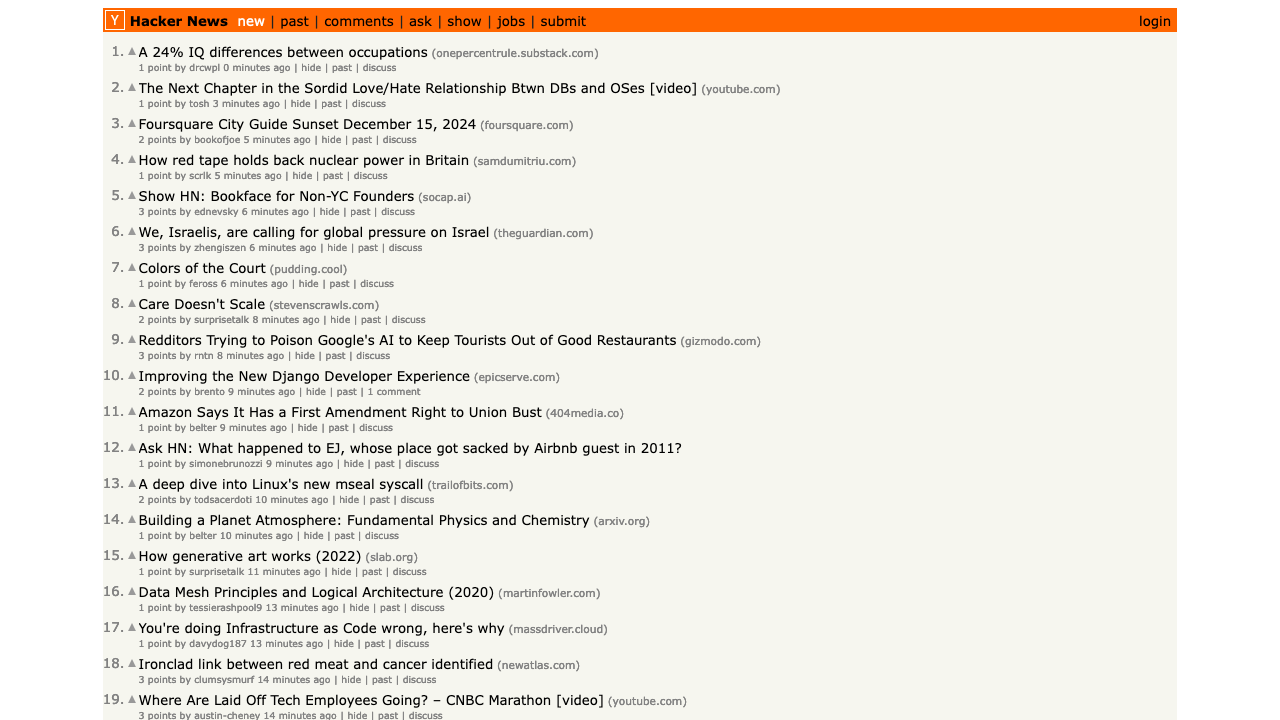 Y Hacker News new | past | comments | ask | show | jobs | submit login
1. A 24% IQ differences between occupations (onepercentrule.substack.com)
1 point by drcwpl 0 minutes ago | hide | past | discuss
2. The Next Chapter in the Sordid Love/Hate Relationship Btwn DBs and OSes [video] (youtube.com)
1 point by tosh 3 minutes ago | hide | past | discuss
3. Foursquare City Guide Sunset December 15, 2024 (foursquare.com)
2 points by bookofjoe 5 minutes ago | hide | past | discuss
4. How red tape holds back nuclear power in Britain (samdumitriu.com)
1 point by scrlk 5 minutes ago | hide | past | discuss
5. Show HN: Bookface for Non-YC Founders (socap.ai)
3 points by ednevsky 6 minutes ago | hide | past | discuss
6. We, Israelis, are calling for global pressure on Israel (theguardian.com)
3 points by zhengiszen 6 minutes ago | hide | past | discuss
7. Colors of the Court (pudding.cool)
1 point by feross 6 minutes ago | hide | past | discuss
8. Care Doesn't Scale (stevenscrawls.com)
2 points by surprisetalk 8 minutes ago | hide | past | discuss
9. Redditors Trying to Poison Google's AI to Keep Tourists Out of Good Restaurants (gizmodo.com)
3 points by rntn 8 minutes ago | hide | past | discuss
10. Improving the New Django Developer Experience (epicserve.com)
2 points by brento 9 minutes ago | hide | past | 1 comment
11. Amazon Says It Has a First Amendment Right to Union Bust (404media.co)
1 point by belter 9 minutes ago | hide | past | discuss
12. Ask HN: What happened to EJ, whose place got sacked by Airbnb guest in 2011?
1 point by simonebrunozzi 9 minutes ago | hide | past | discuss
13. A deep dive into Linux's new mseal syscall (trailofbits.com)
2 points by todsacerdoti 10 minutes ago | hide | past | discuss
14. Building a Planet Atmosphere: Fundamental Physics and Chemistry (arxiv.org)
1 point by belter 10 minutes ago | hide | past | discuss
15. How generative art works (2022) (slab.org)
1 point by surprisetalk 11 minutes ago | hide | past | discuss
16. Data Mesh Principles and Logical Architecture (2020) (martinfowler.com)
1 point by tessierashpool9 13 minutes ago | hide | past | discuss
17. You're doing Infrastructure as Code wrong, here's why (massdriver.cloud)
1 point by davydog187 13 minutes ago | hide | past | discuss
18. Ironclad link between red meat and cancer identified (newatlas.com)
3 points by clumsysmurf 14 minutes ago | hide | past | discuss
19. Where Are Laid Off Tech Employees Going? – CNBC Marathon [video] (youtube.com)
3 points by austin-cheney 14 minutes ago | hide | past | discuss